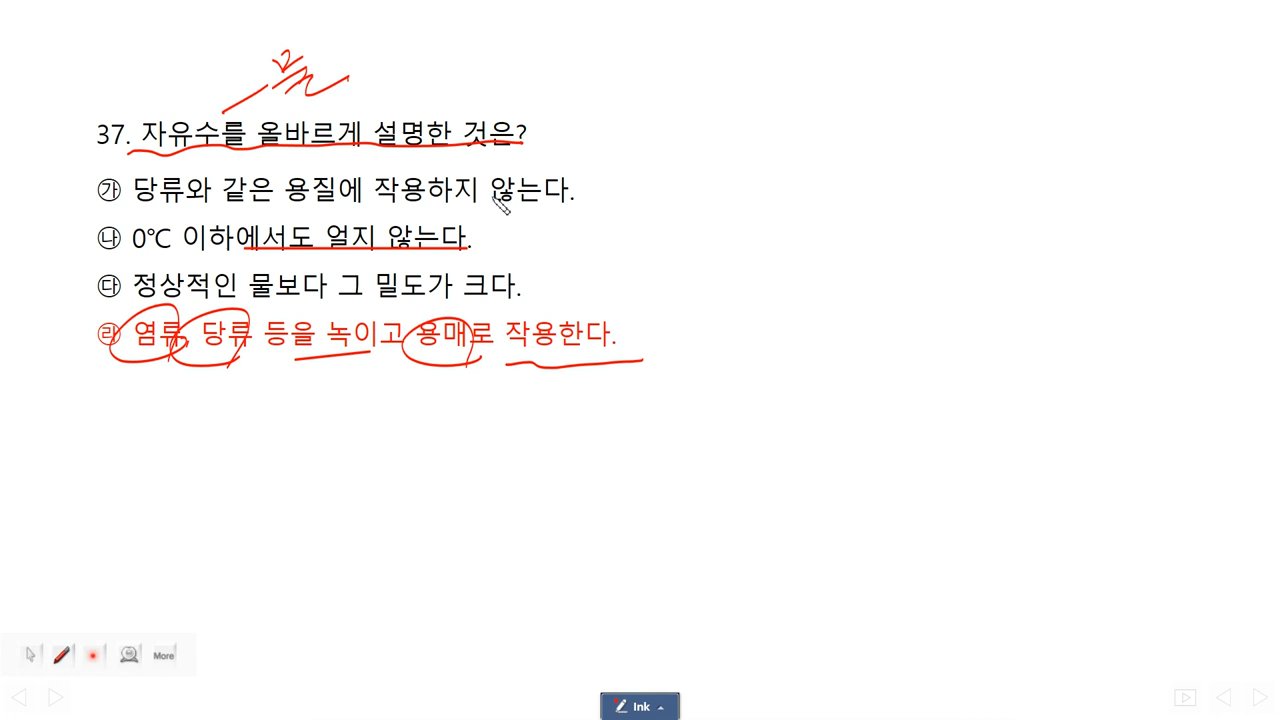 물
37. 자유수를 올바르게 설명한 것은?
㉮ 당류와 같은 용질에 작용하지 않는다.
㉯ 0℃ 이하에서도 얼지 않는다.
㉰ 정상적인 물보다 그 밀도가 크다.
㉱ 염류, 당류 등을 녹이고 용매로 작용한다.
More
Ink